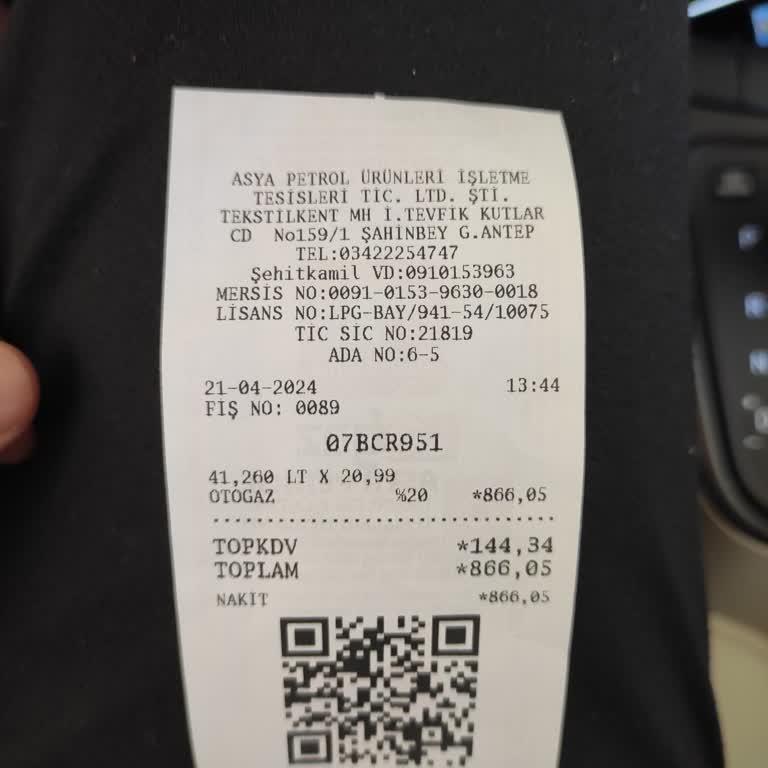 ASYA PETROL ÜRÜNLERİ İŞLETME
TESİSLERİ TİC. LTD. ŞTİ.
TEKSTİLKENT MH İ.TEVFİK KUTLAR
CD No159/1 ŞAHİNBEY G.ANTEP
TEL:03422254747
Şehitkamil VD:0910153963
MERSİS NO:0091-0153-9630-0018
LİSANS NO:LPG-BAY/941-54/10075
TİC SİC NO:21819
ADA NO:6-5
21-04-2024 13:44
FİŞ NO: 0089
07BCR951
41,260 LT X 20,99
OTOGAZ %20 *866,05
TOPKDV *144,34
TOPLAM *866,05
NAKİT *866,05